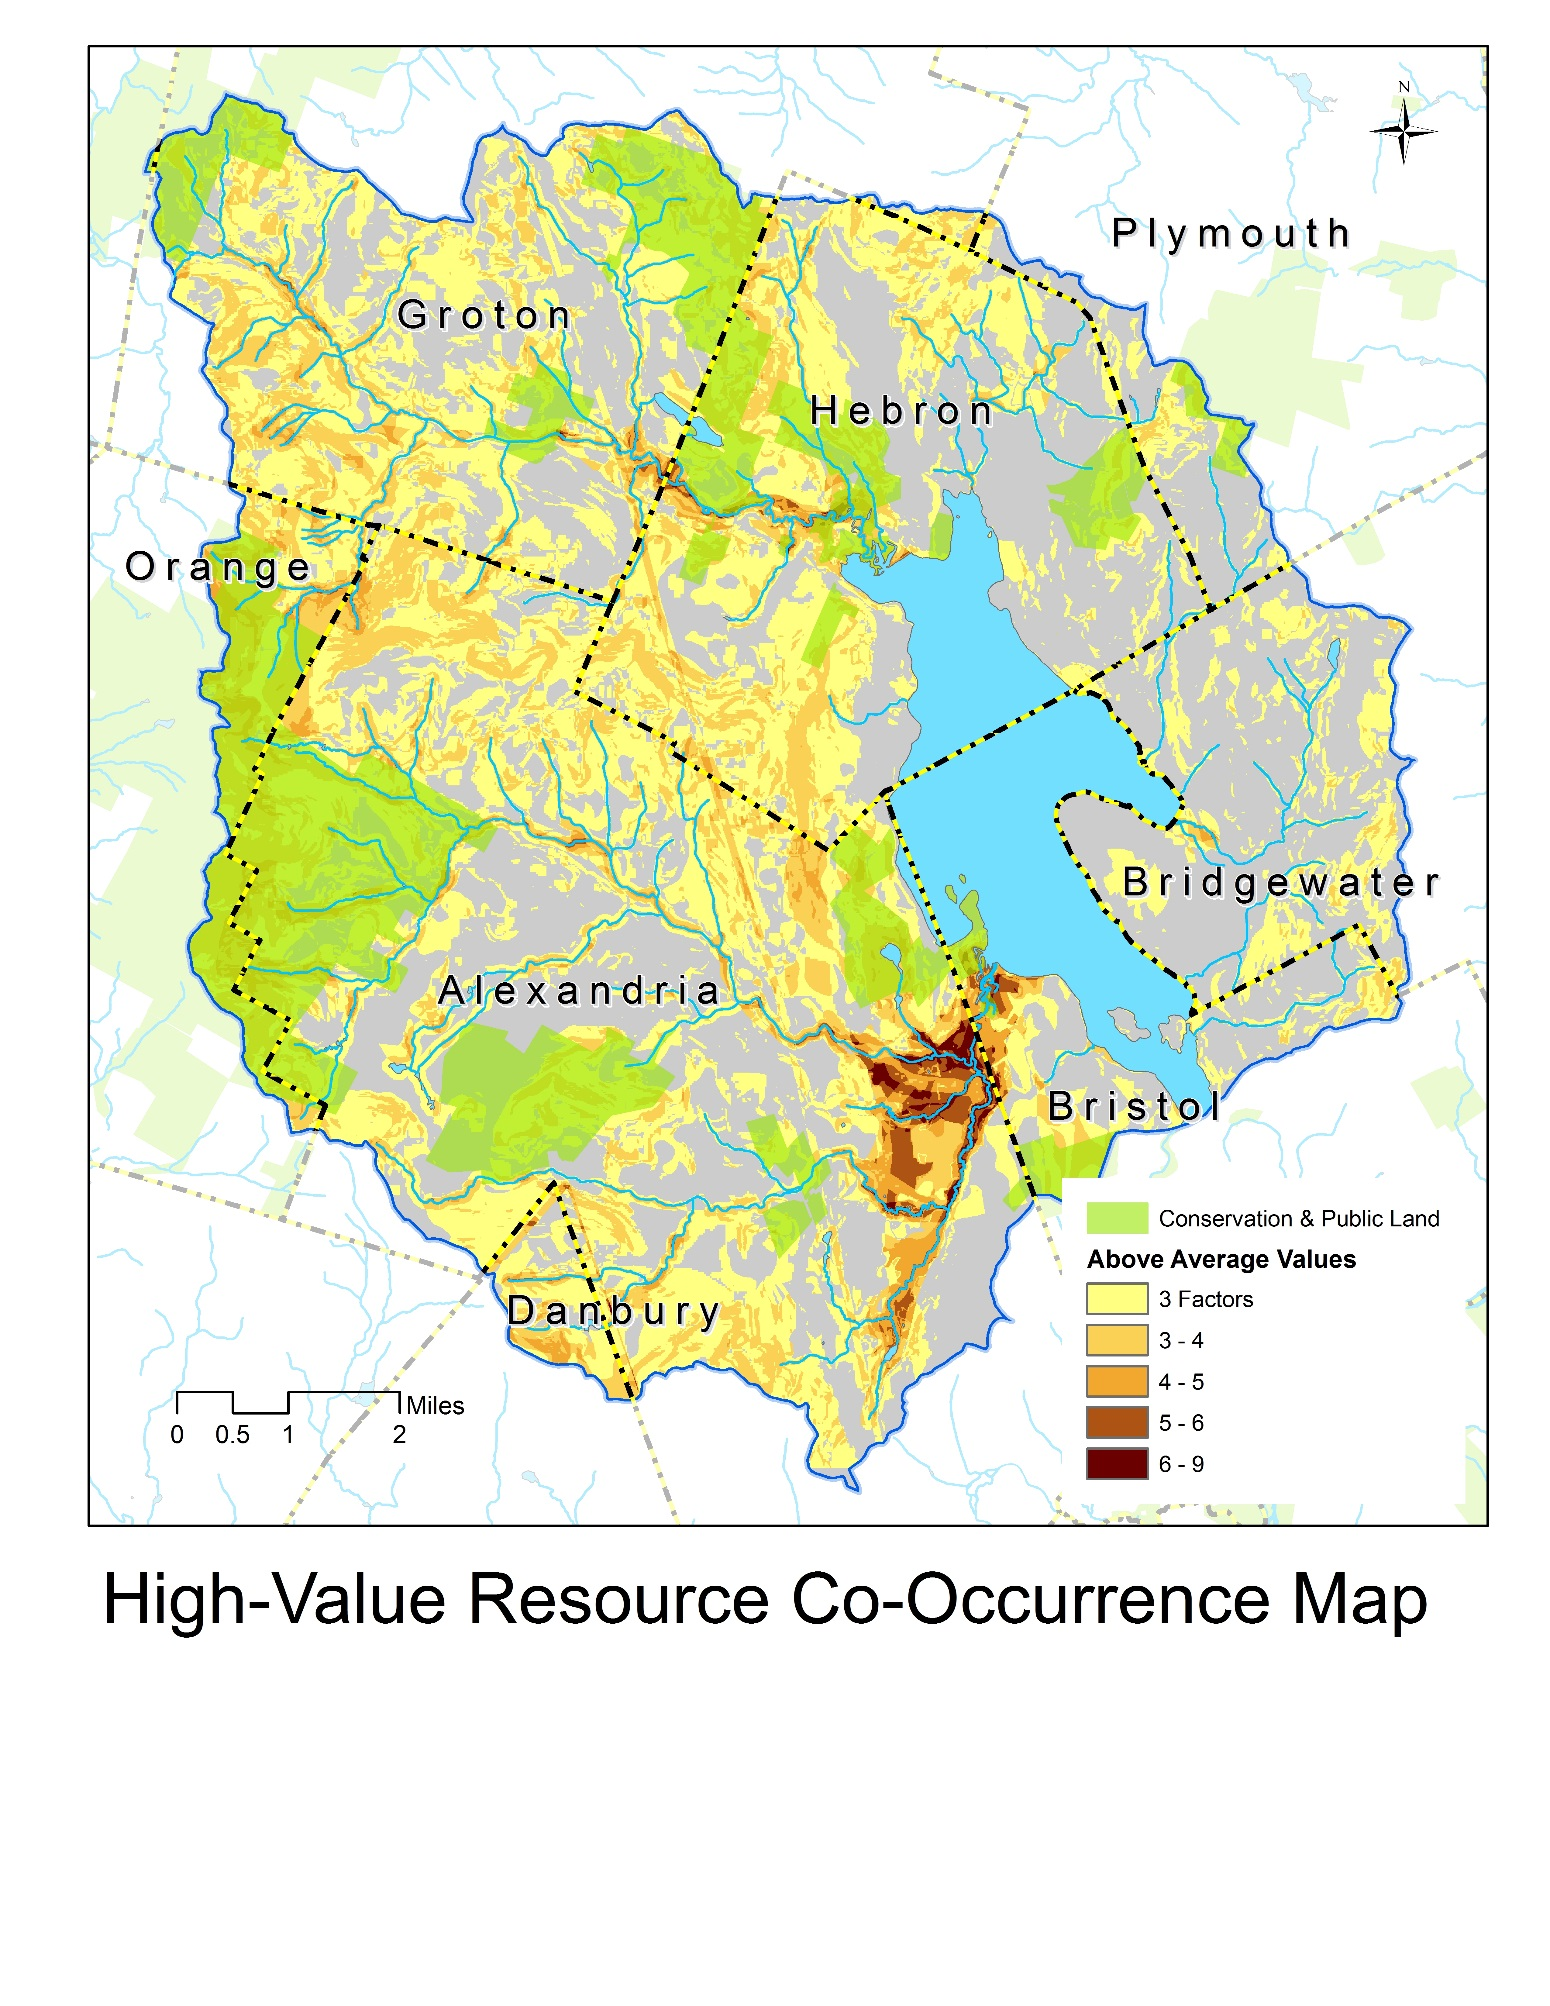 N
Plymouth
Groton
Hebron
Orange
Bridgewater
Alexandria
Bristol
Danbury
Conservation & Public Land
Above Average Values
3 Factors
3 - 4
4 - 5
5 - 6
6 - 9
Miles
0 0.5 1 2
High-Value Resource Co-Occurrence Map